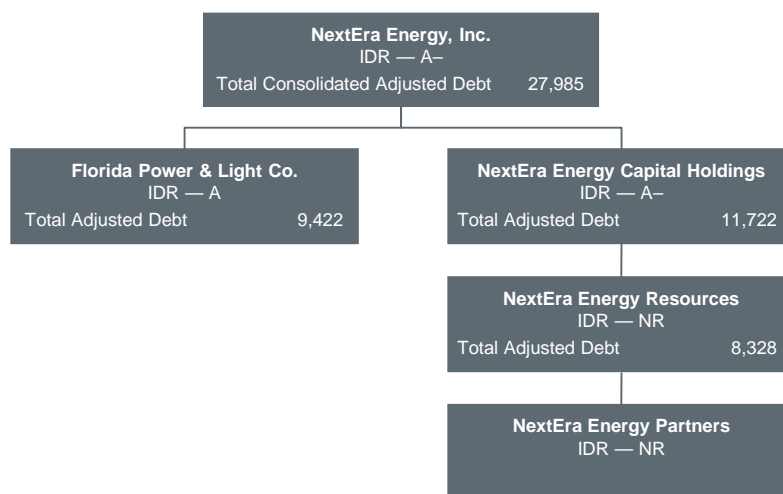 NextEra Energy, Inc.
IDR — A–
Total Consolidated Adjusted Debt 27,985
Florida Power & Light Co.
IDR — A
Total Adjusted Debt 9,422
NextEra Energy Capital Holdings
IDR — A–
Total Adjusted Debt 11,722
NextEra Energy Resources
IDR — NR
Total Adjusted Debt 8,328
NextEra Energy Partners
IDR — NR